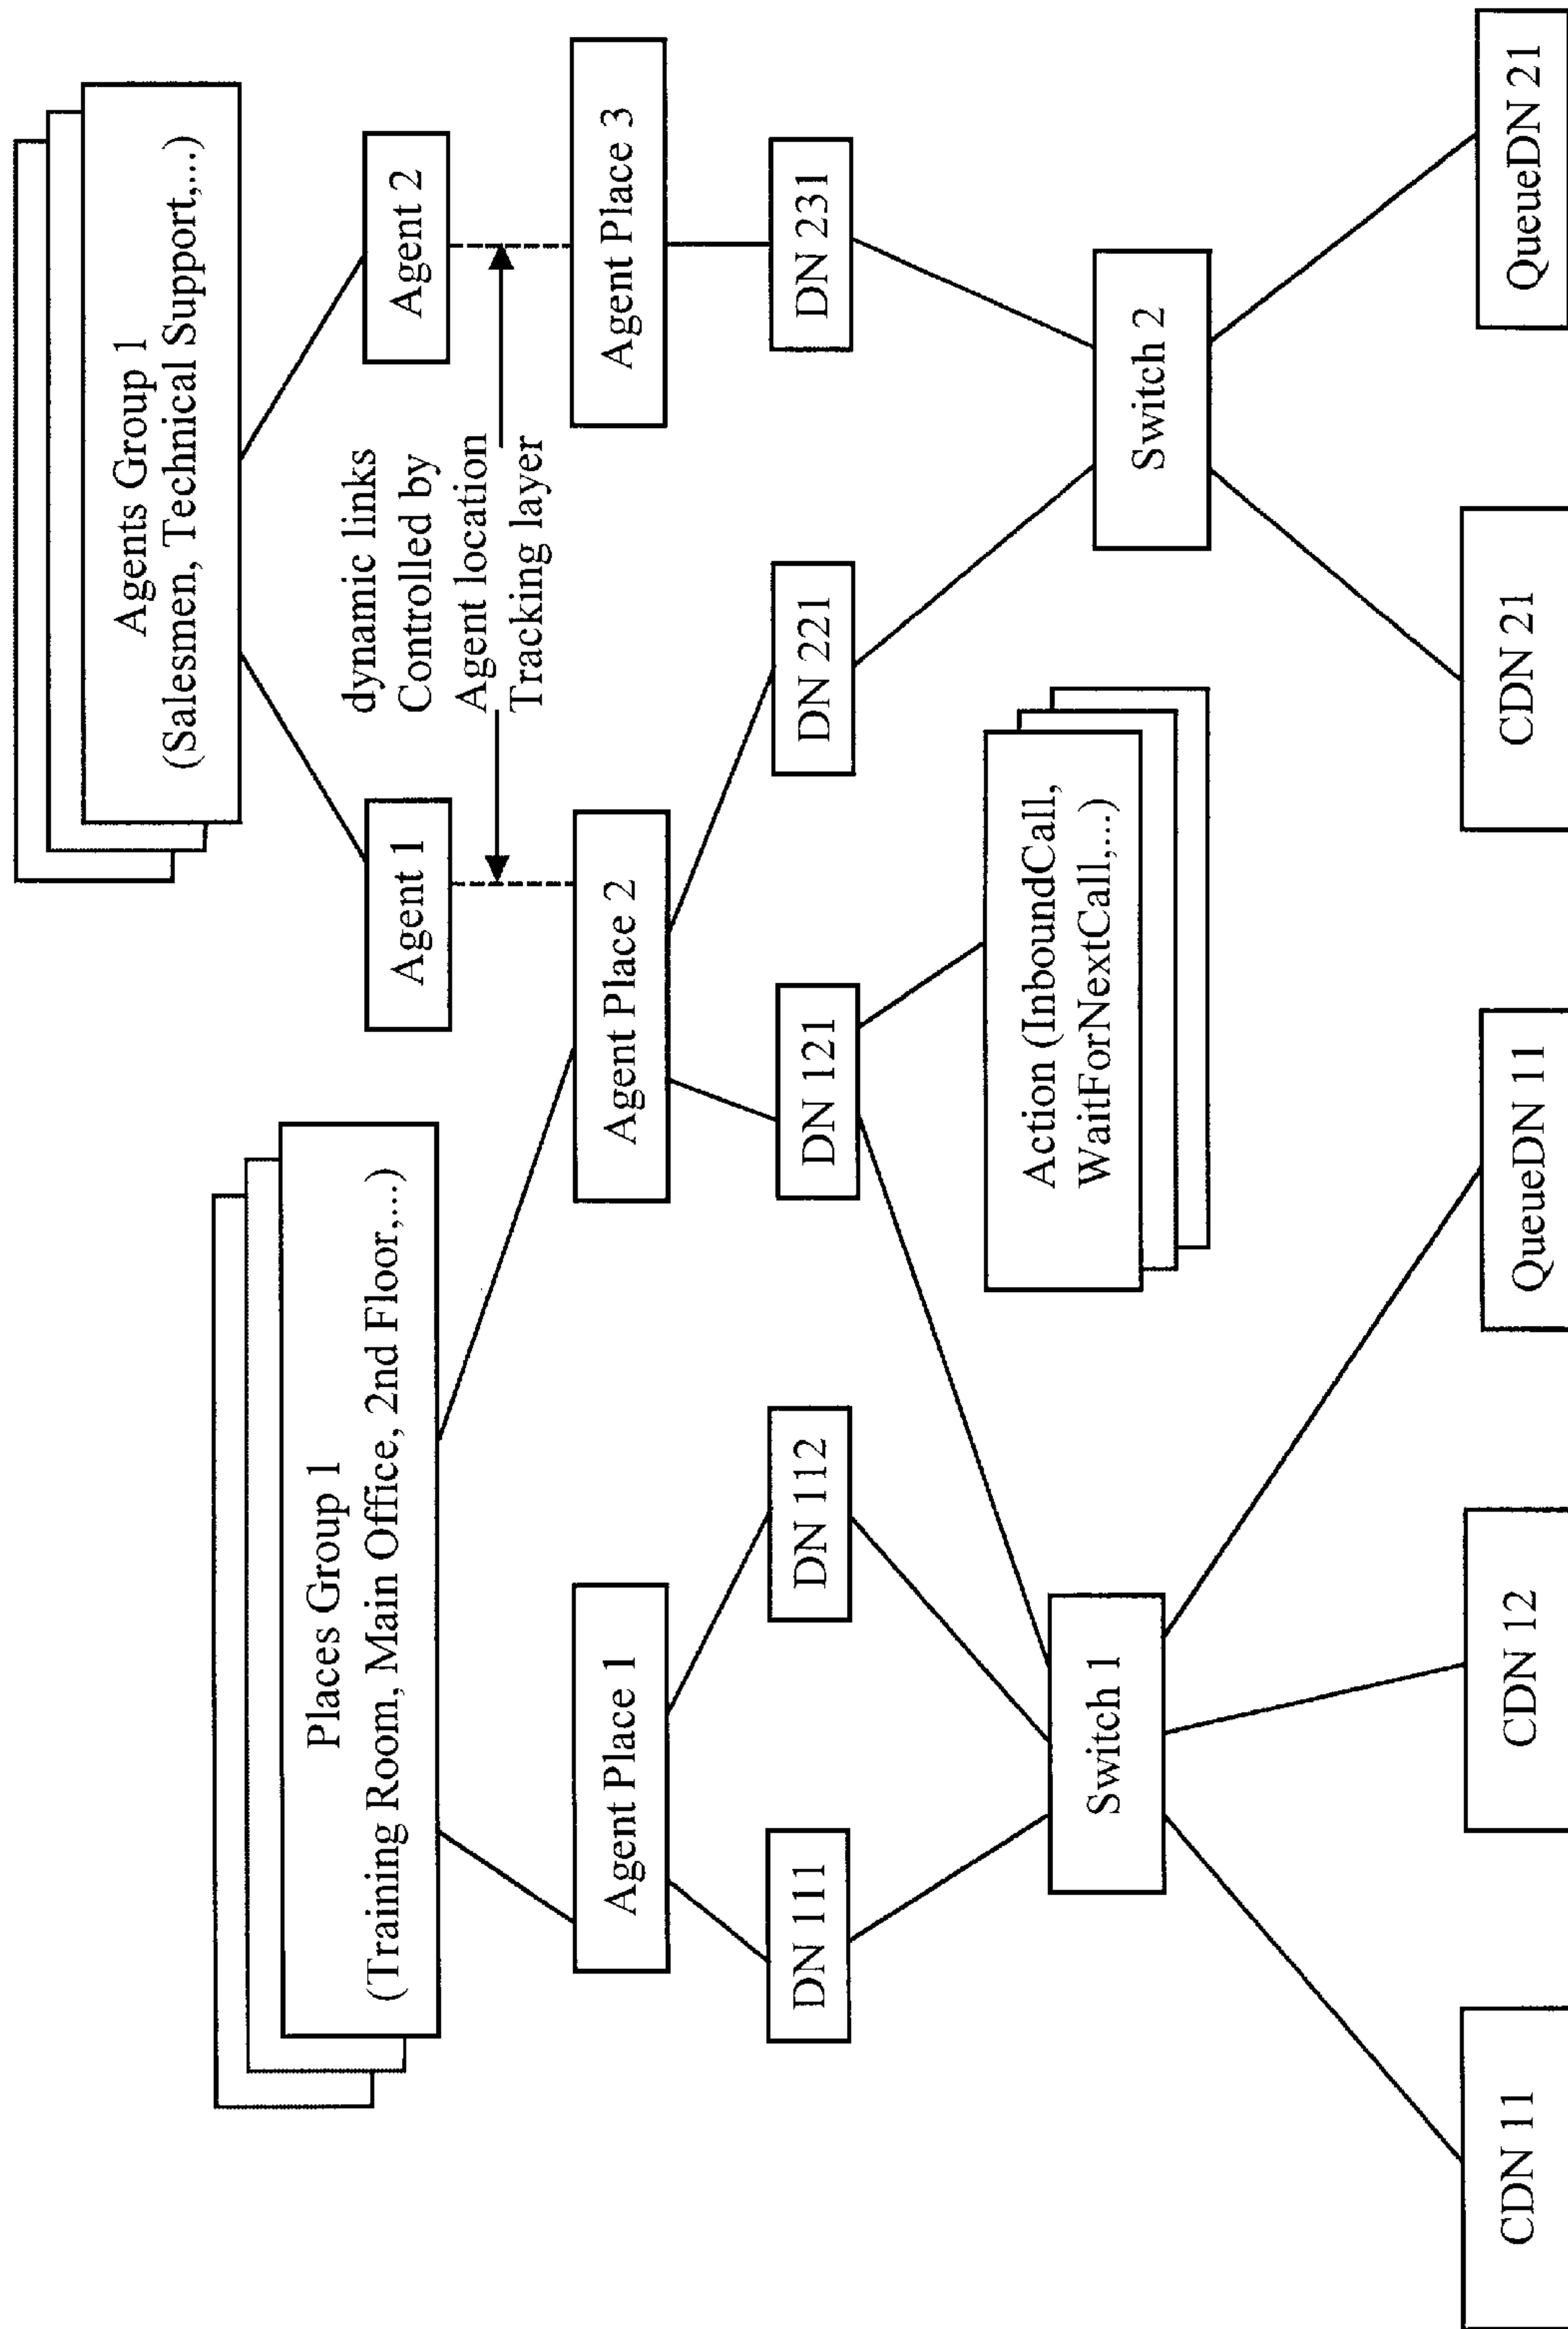 Agents Group 1
(Salesmen, Technical Support,...)
Places Group 1
(Training Room, Main Office, 2nd Floor,...)
Agent 1
Agent 2
dynamic links
Controlled by
Agent location
Tracking layer
Agent Place 1
Agent Place 2
Agent Place 3
DN 111
DN 112
DN 121
DN 221
DN 231
Action (InboundCall,
WaitForNextCall,...)
Switch 1
Switch 2
CDN 11
CDN 12
QueueDN 11
CDN 21
QueueDN 21